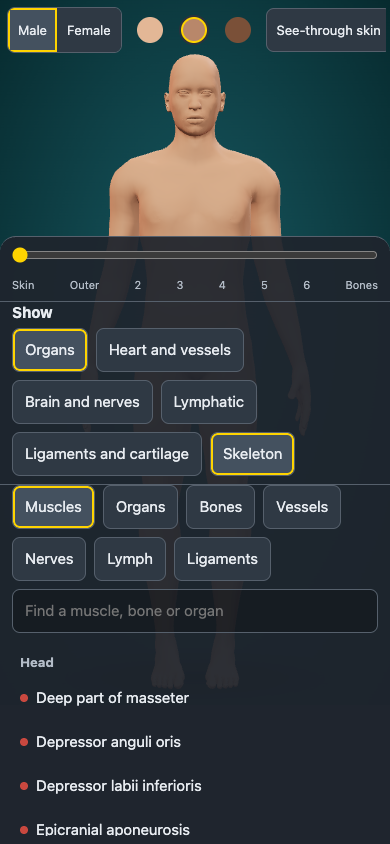 Male Female See-through skin
Skin Outer 2 3 4 5 6 Bones
Show
Organs Heart and vessels
Brain and nerves Lymphatic
Ligaments and cartilage Skeleton
Muscles Organs Bones Vessels
Nerves Lymph Ligaments
Find a muscle, bone or organ
Head
Deep part of masseter
Depressor anguli oris
Depressor labii inferioris
Epicranial aponeurosis